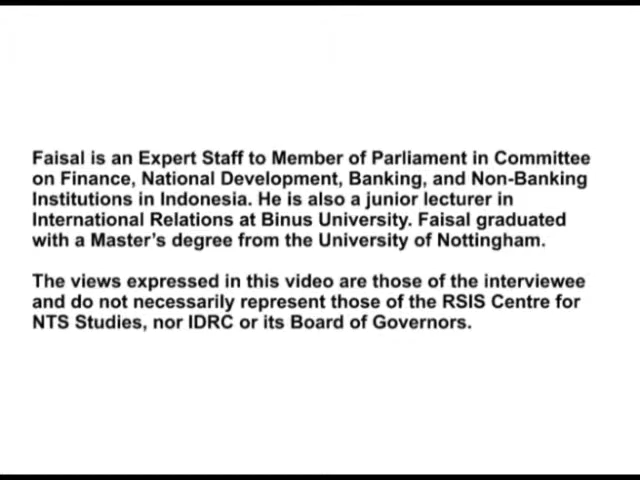 Faisal is an Expert Staff to Member of Parliament in Committee
on Finance, National Development, Banking, and Non-Banking
Institutions in Indonesia. He is also a junior lecturer in
International Relations at Binus University. Faisal graduated
with a Master's degree from the University of Nottingham.
The views expressed in this video are those of the interviewee
and do not necessarily represent those of the RSIS Centre for
NTS Studies, nor IDRC or its Board of Governors.